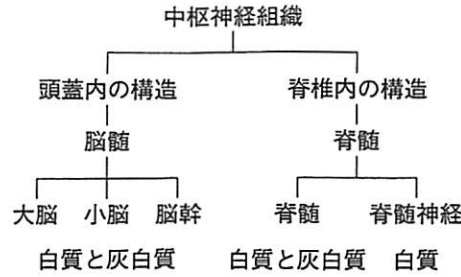 中枢神経組織
頭蓋内の構造 脊椎内の構造
脳髄 脊髄
大脳 小脳 脳幹 脊髄 脊髄神経
白質と灰白質 白質と灰白質 白質